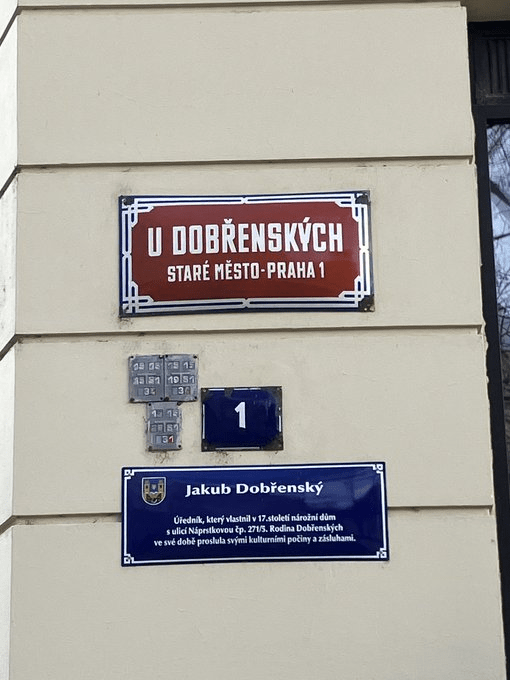 U DOBŘENSKÝCH
STARÉ MĚSTO-PRAHA 1
1
Jakub Dobřenský
Úředník, který vlastnil v 17.století nárožní dům
s ulicí Náprstkovou čp. 271/5. Rodina Dobřenských
ve své době proslula svými kulturními počiny a zásluhami.